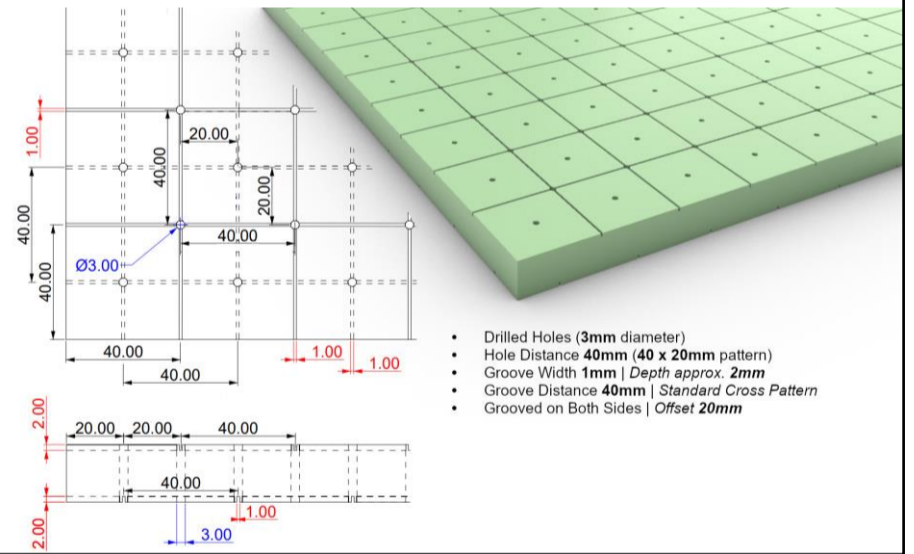 1.00
20.00
40.00
20.00
40.00
40.00
40.00
Ø3.00
40.00
40.00
1.00
1.00
• Drilled Holes (3mm diameter)
• Hole Distance 40mm (40 x 20mm pattern)
• Groove Width 1mm | Depth approx. 2mm
• Groove Distance 40mm | Standard Cross Pattern
• Grooved on Both Sides | Offset 20mm
2.00
20.00 20.00 40.00
40.00
1.00
2.00
3.00